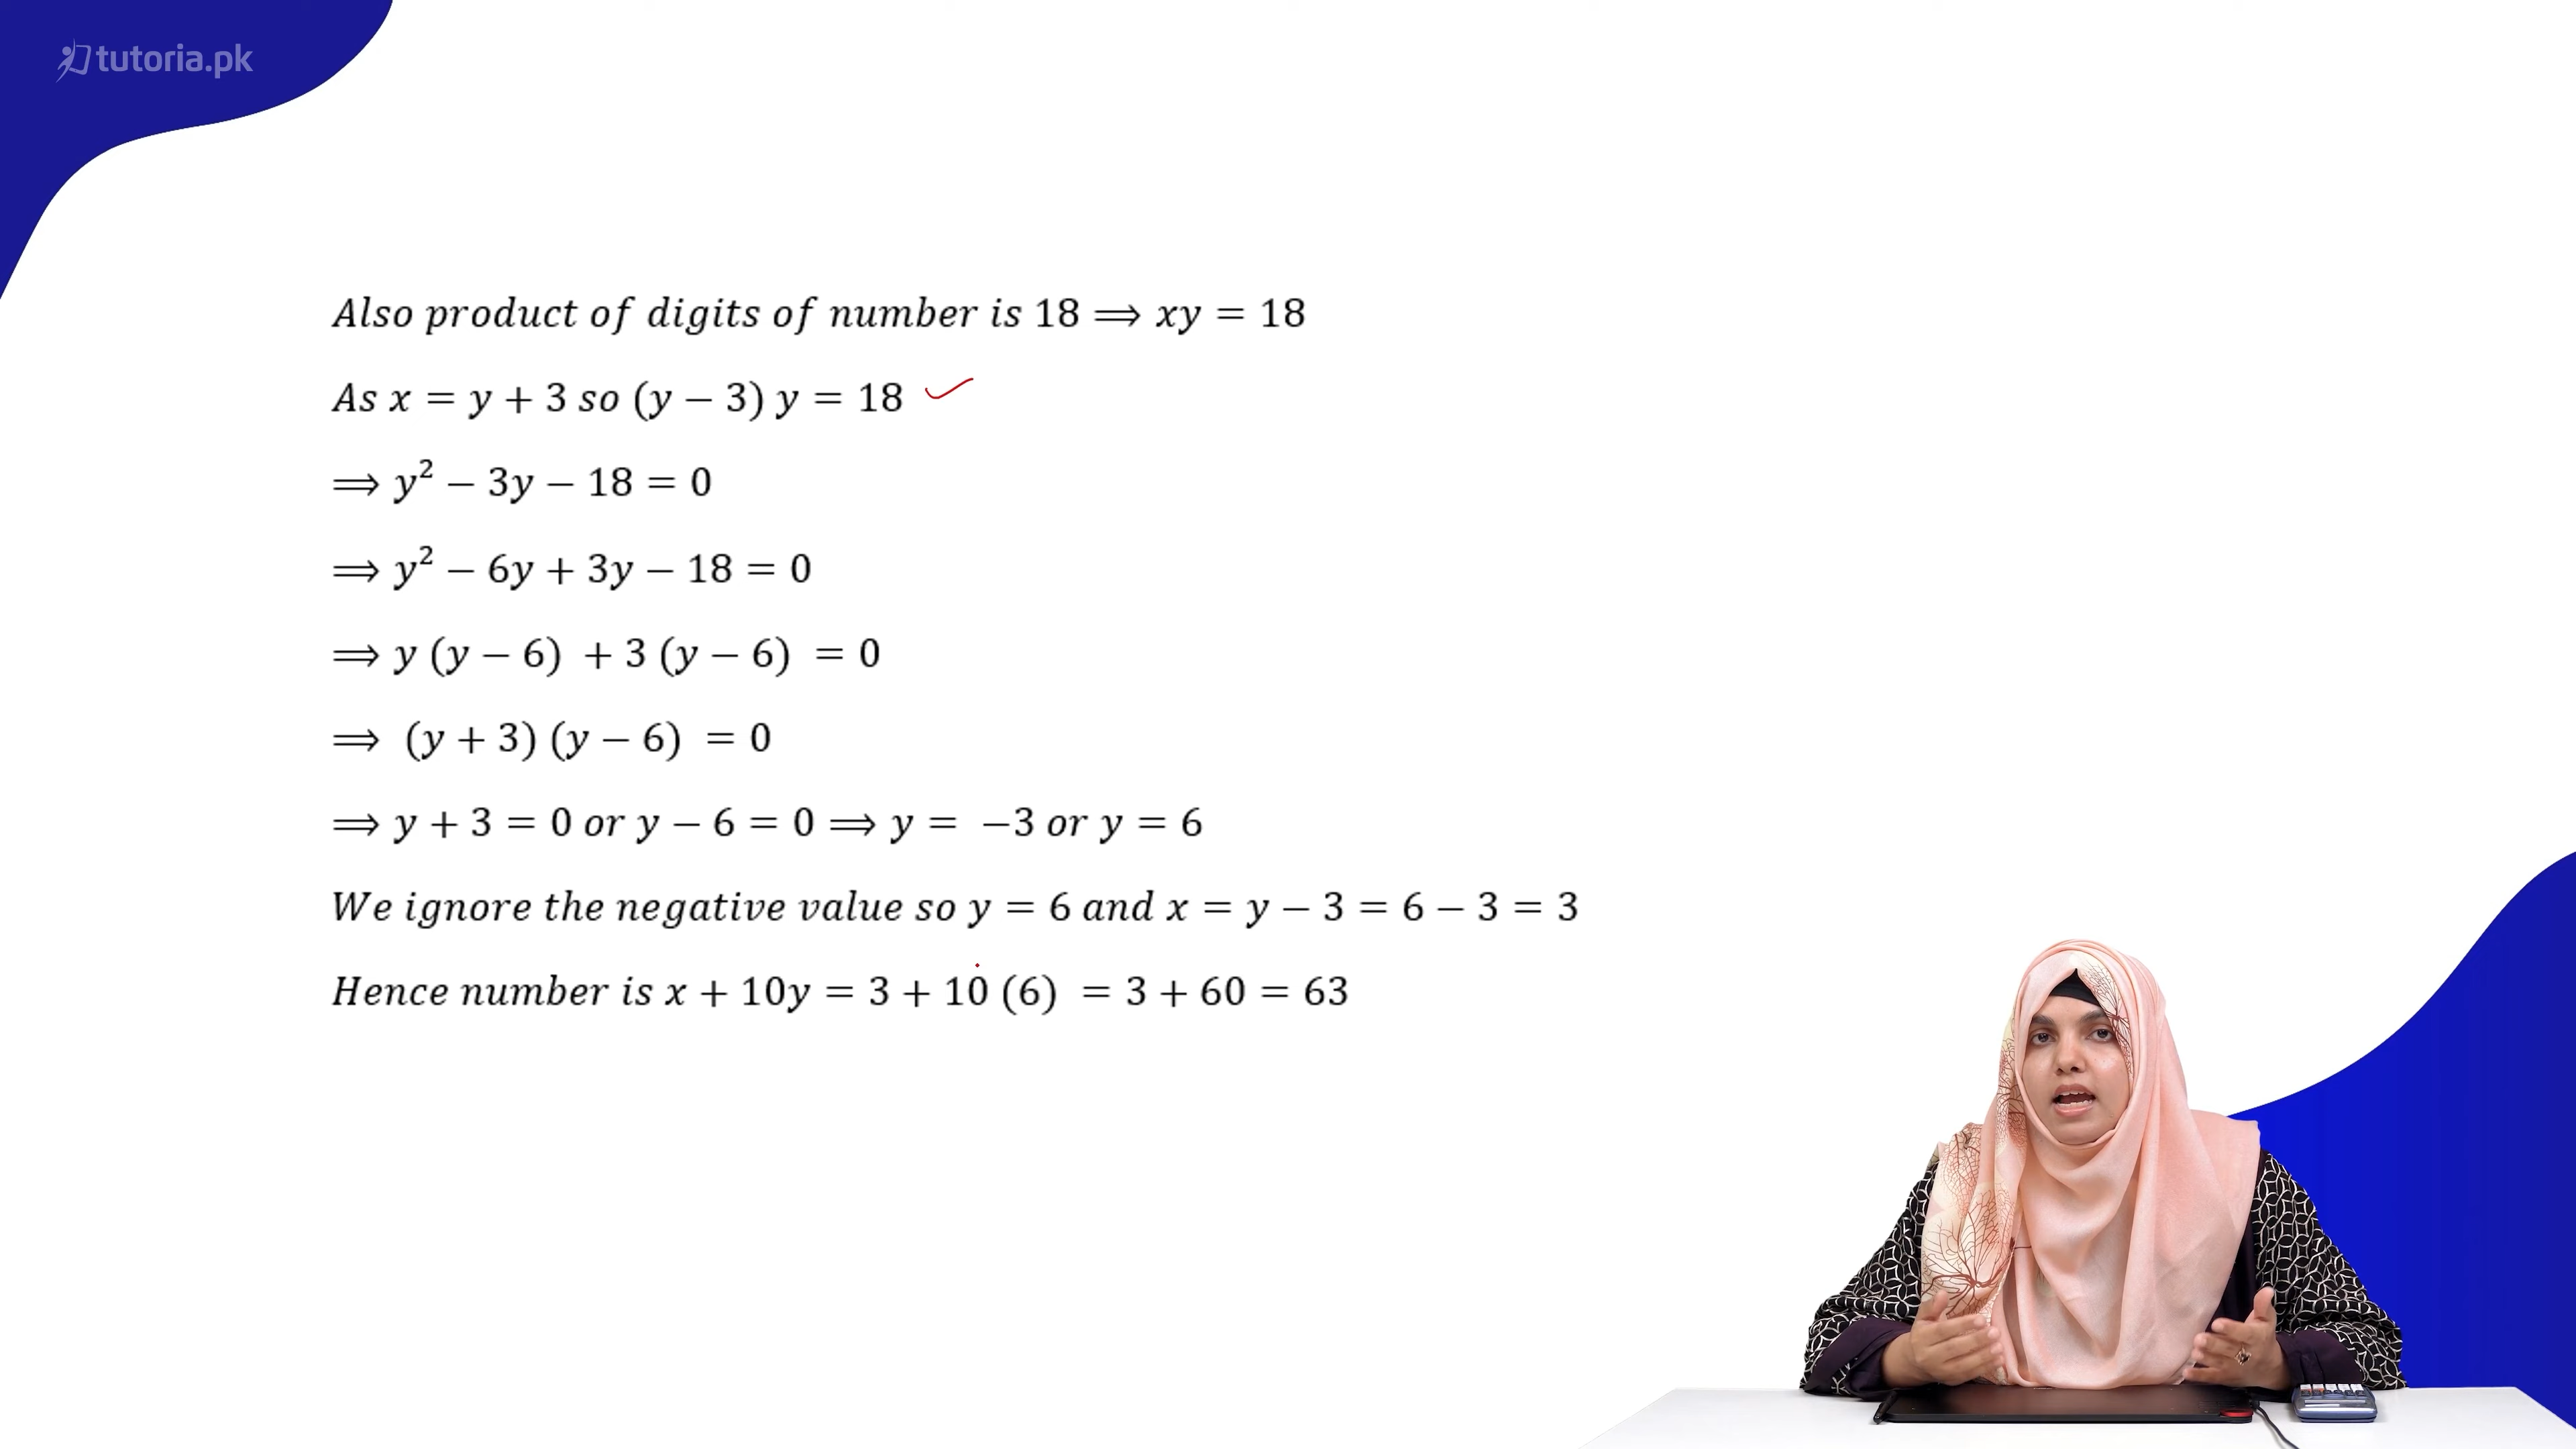 tutoria.pk
Also product of digits of number is 18 ⟹ xy = 18
As x = y + 3 so (y − 3) y = 18
⟹ y² − 3y − 18 = 0
⟹ y² − 6y + 3y − 18 = 0
⟹ y (y − 6) + 3 (y − 6) = 0
⟹ (y + 3) (y − 6) = 0
⟹ y + 3 = 0 or y − 6 = 0 ⟹ y = −3 or y = 6
We ignore the negative value so y = 6 and x = y − 3 = 6 − 3 = 3
Hence number is x + 10y = 3 + 10 (6) = 3 + 60 = 63